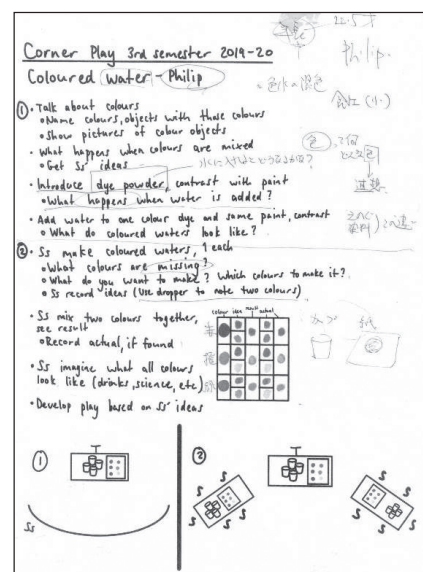 Corner Play 3rd semester 2019-20
Coloured Water - Philip
Philip.
① • Talk about colours
◦ Name colours, objects with those colours
◦ Show pictures of colour objects
• What happens when colours are mixed
◦ Get Ss' ideas
• Introduce dye powder, contrast with paint
◦ What happens when water is added?
• Add water to one colour dye and same paint, contrast
◦ What do coloured waters look like?
② • Ss make coloured waters, 1 each
◦ What colours are missing?
◦ What do you want to make? Which colours to make it?
◦ Ss record ideas (Use dropper to note two colours)
• Ss mix two colours together,
see result
◦ Record actual, if found
• Ss imagine what all colours
look like (drinks, science, etc)
• Develop play based on Ss' ideas
colour idea result actual
紙
① T
Ss
② T
S S S S S S
S S S S